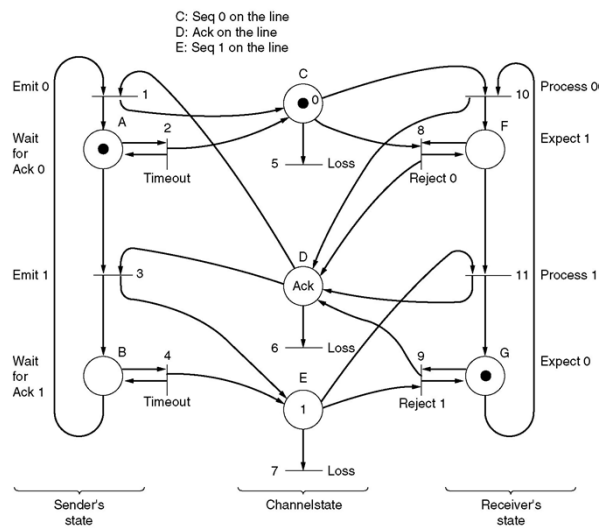 C: Seq 0 on the line
D: Ack on the line
E: Seq 1 on the line
C
Emit 0
1
0
10
Process 0
A
2
8
F
Wait
for
Ack 0
5
Loss
Expect 1
Timeout
Reject 0
D
Emit 1
3
Ack
11
Process 1
B
4
6
Loss
9
G
Wait
for
Ack 1
E
Expect 0
Timeout
1
Reject 1
7
Loss
Sender's
state
Channelstate
Receiver's
state